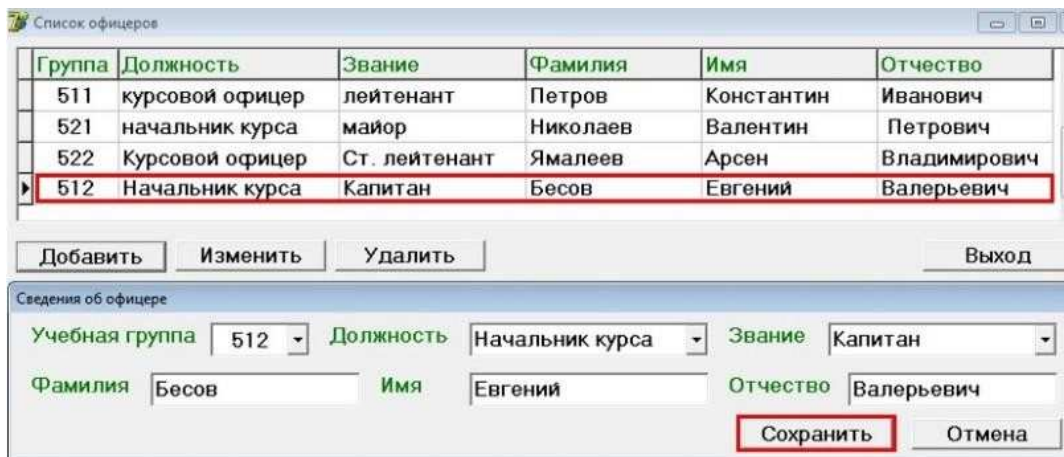 Список офицеров
Группа Должность Звание Фамилия Имя Отчество
511 курсовой офицер лейтенант Петров Константин Иванович
521 начальник курса майор Николаев Валентин Петрович
522 Курсовой офицер Ст. лейтенант Ямалеев Арсен Владимирович
512 Начальник курса Капитан Бесов Евгений Валерьевич
Добавить Изменить Удалить Выход
Сведения об офицере
Учебная группа 512 Должность Начальник курса Звание Капитан
Фамилия Бесов Имя Евгений Отчество Валерьевич
Сохранить Отмена